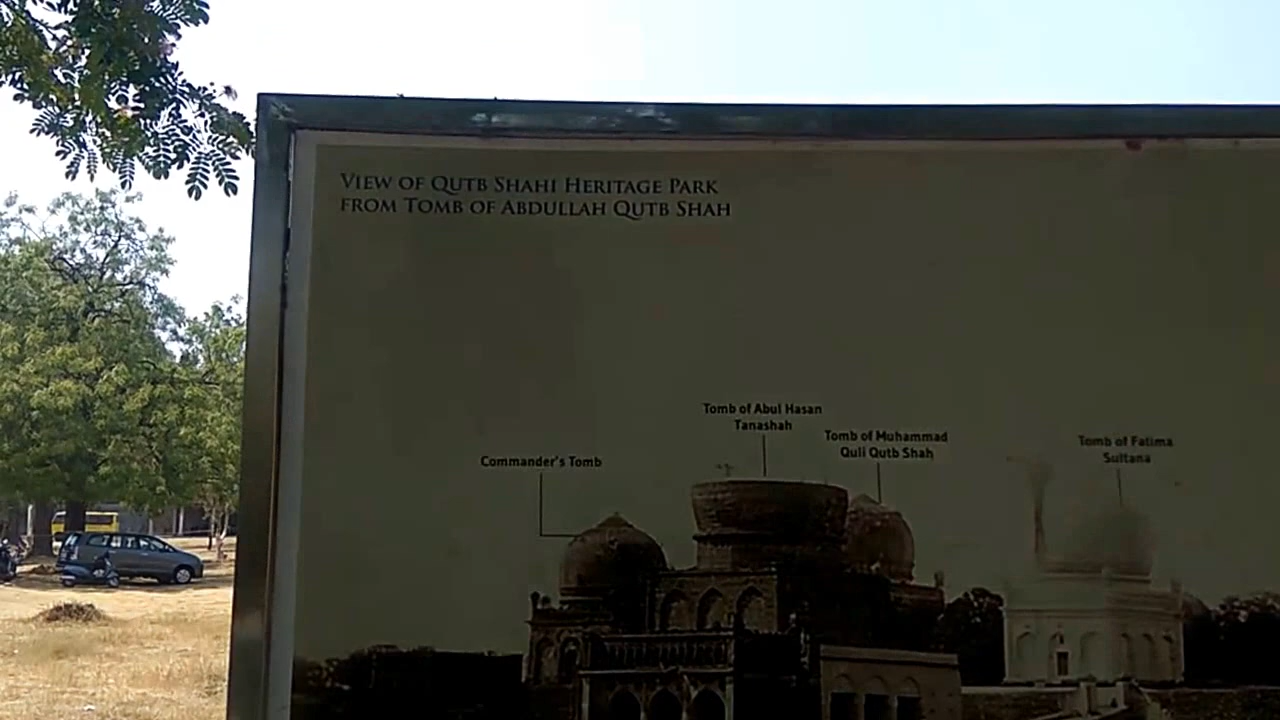 VIEW OF QUTB SHAHI HERITAGE PARK
FROM TOMB OF ABDULLAH QUTB SHAH
Tomb of Abul Hasan
Tanashah
Tomb of Muhammad
Quli Qutb Shah
Tomb of Fatima
Sultana
Commander's Tomb